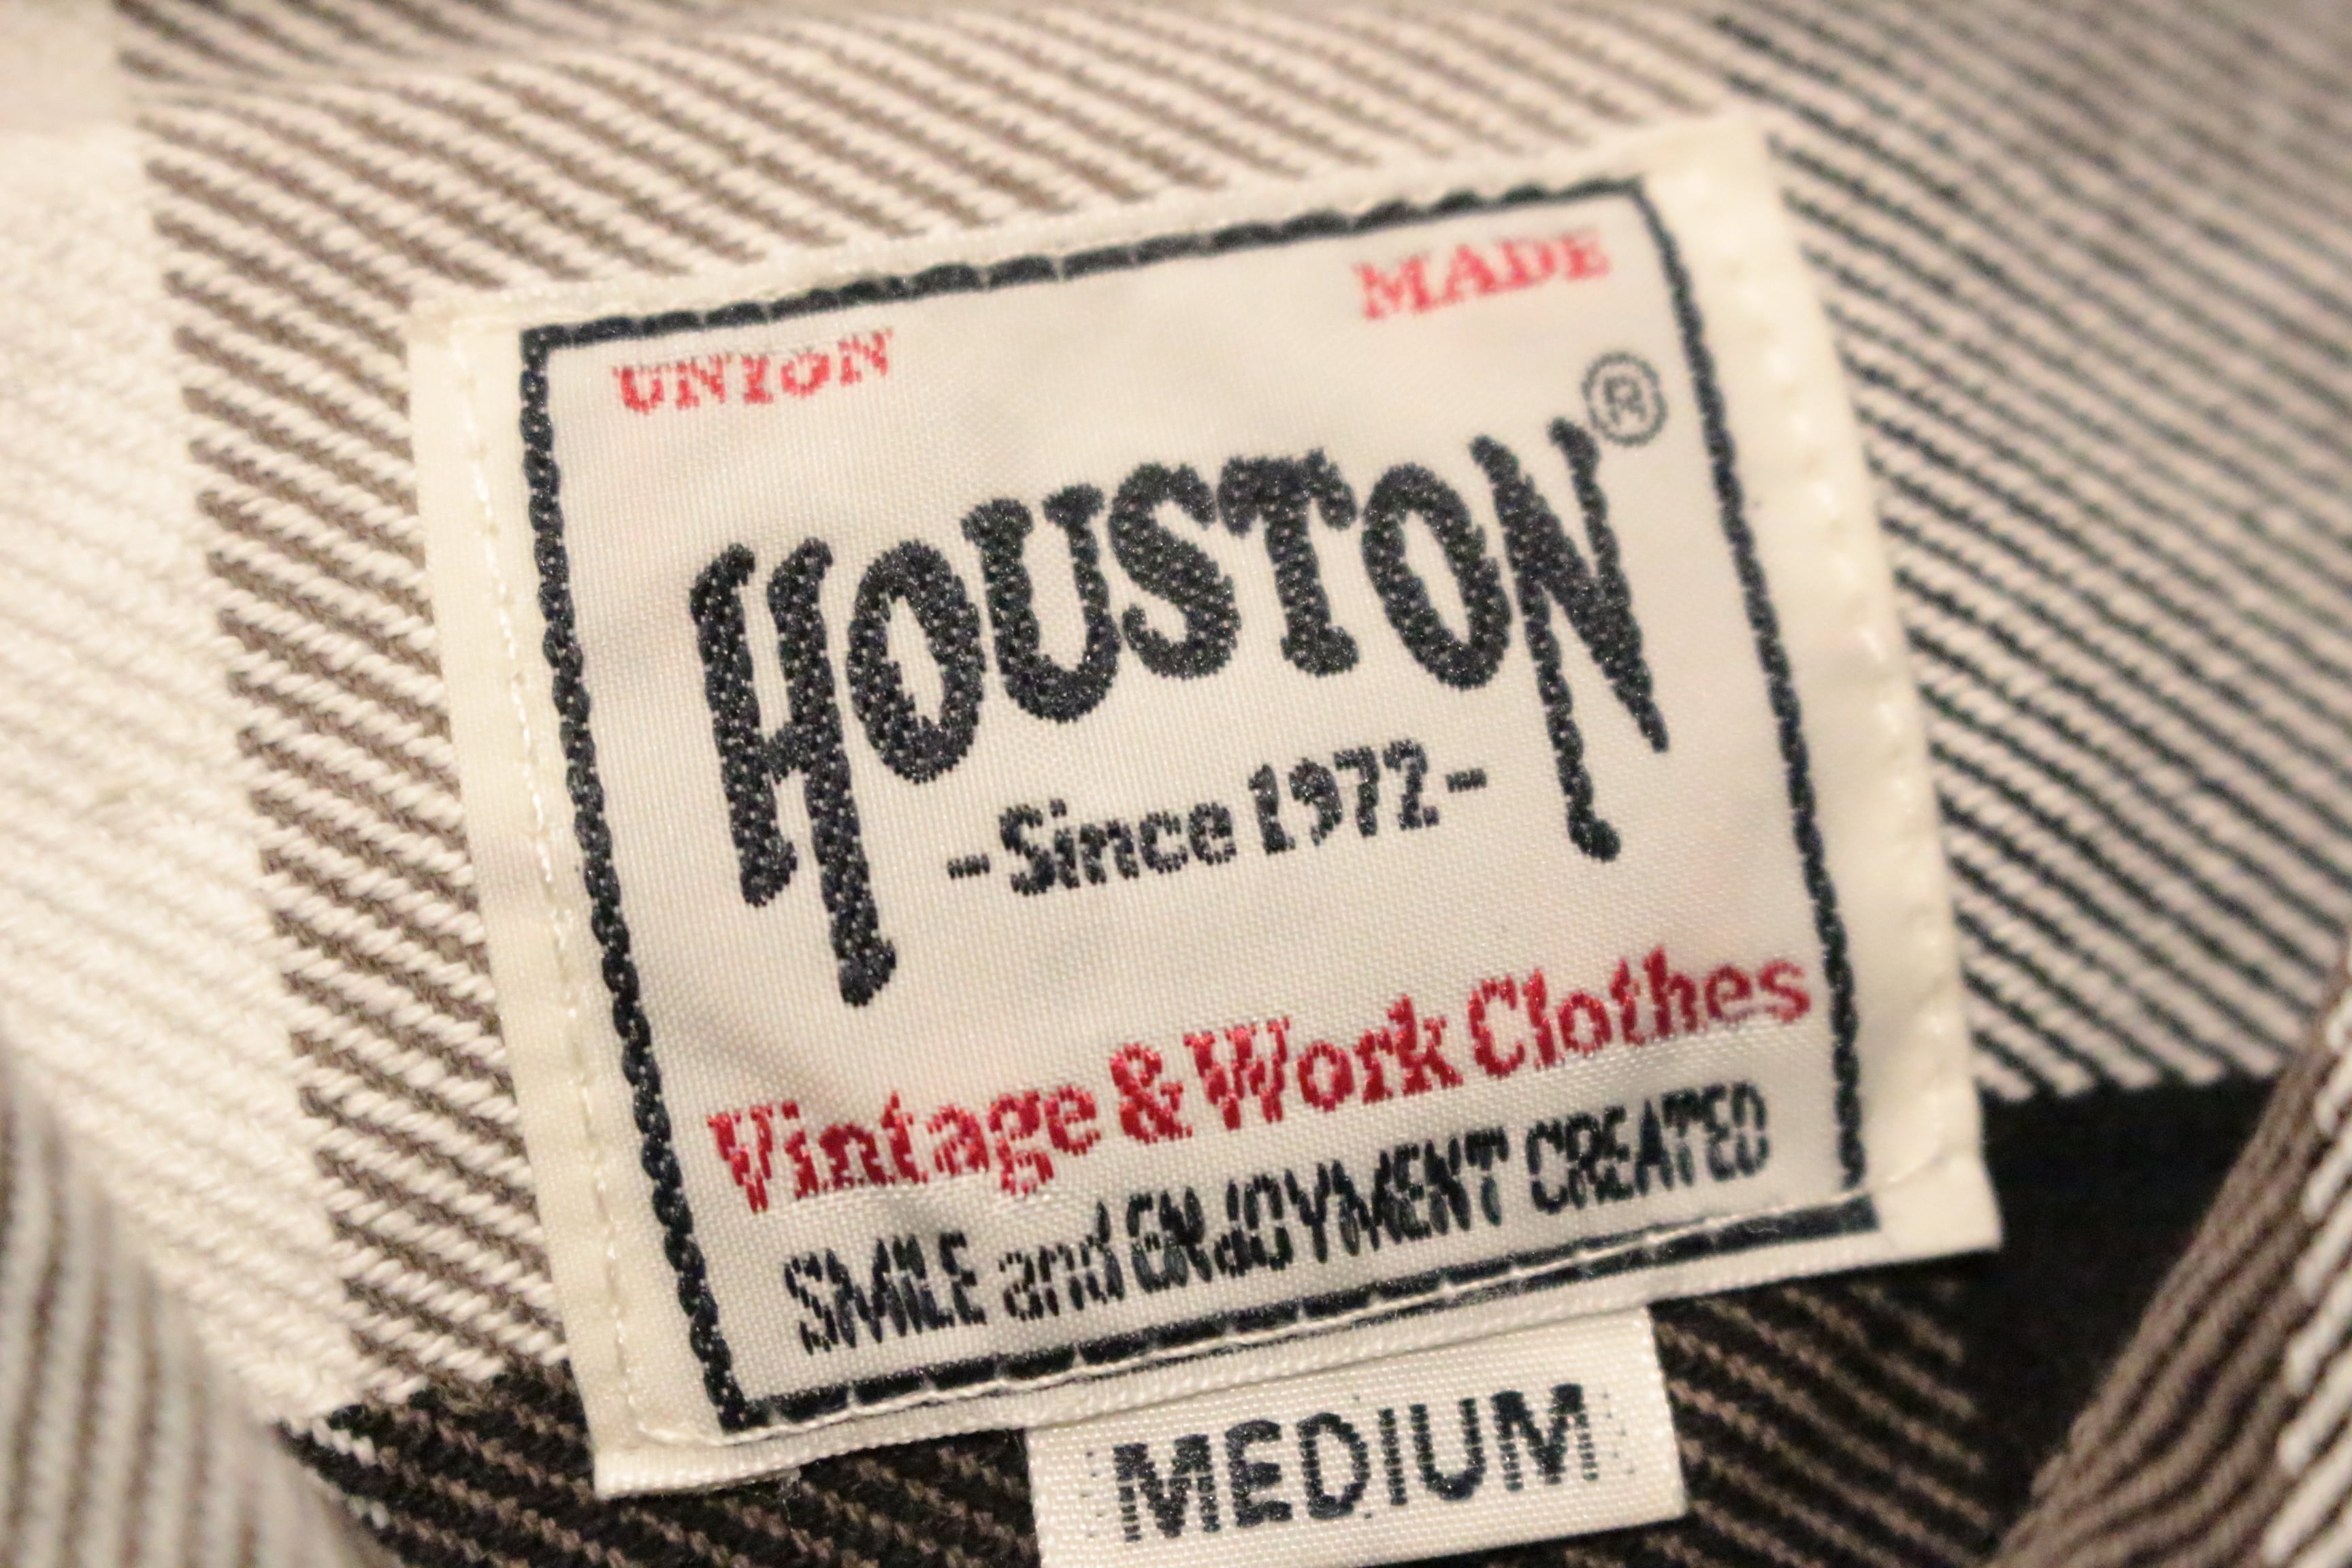 UNION MADE
HOUSTON®
-Since 1972-
Vintage & Work Clothes
SMILE and ENJOYMENT CREATED
MEDIUM